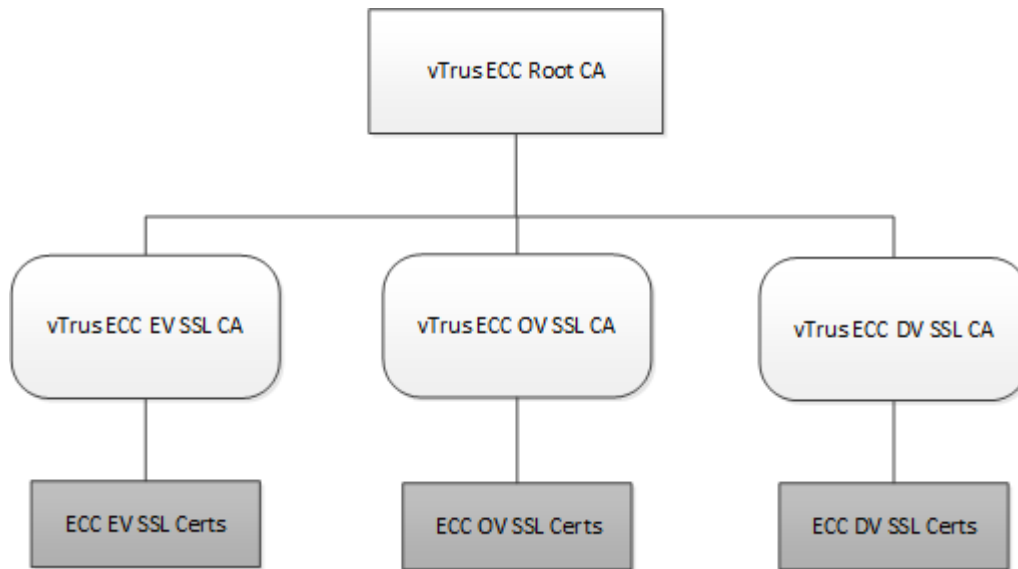 vTrus ECC Root CA
vTrus ECC EV SSL CA
vTrus ECC OV SSL CA
vTrus ECC DV SSL CA
ECC EV SSL Certs
ECC OV SSL Certs
ECC DV SSL Certs